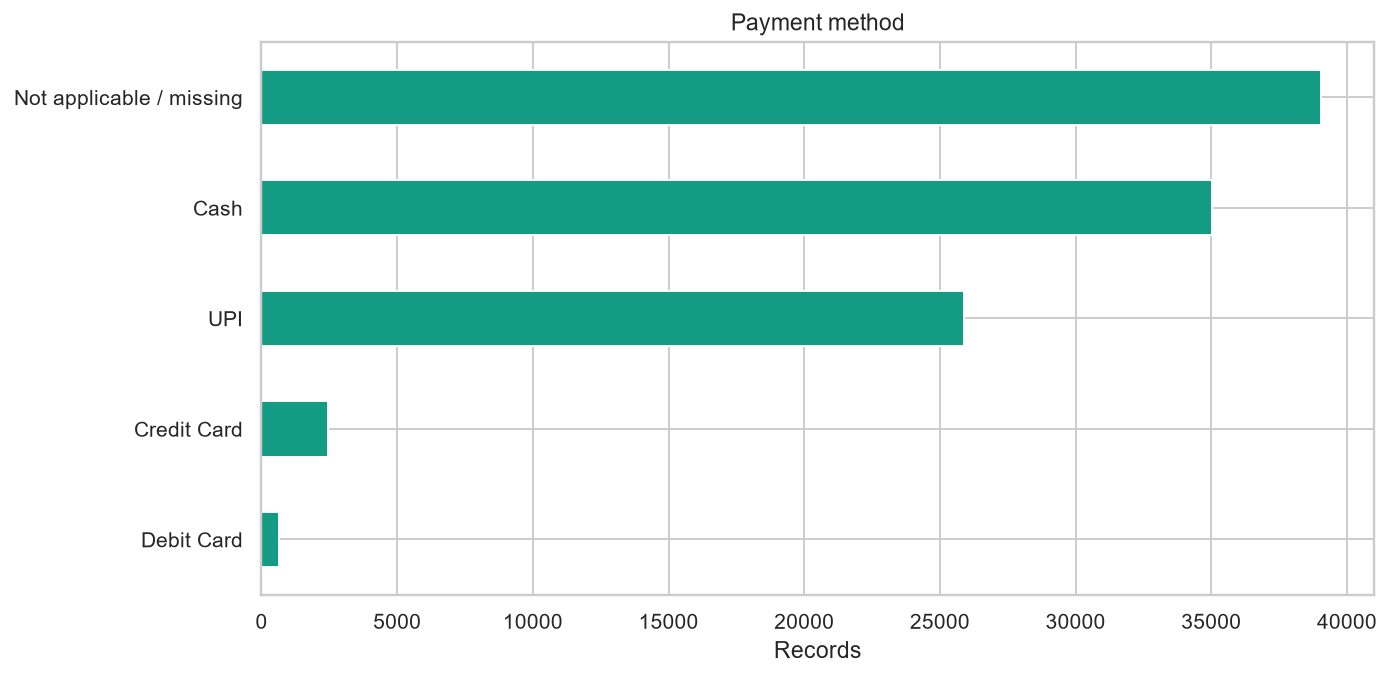 Payment method
Not applicable / missing
Cash
UPI
Credit Card
Debit Card
0 5000 10000 15000 20000 25000 30000 35000 40000
Records